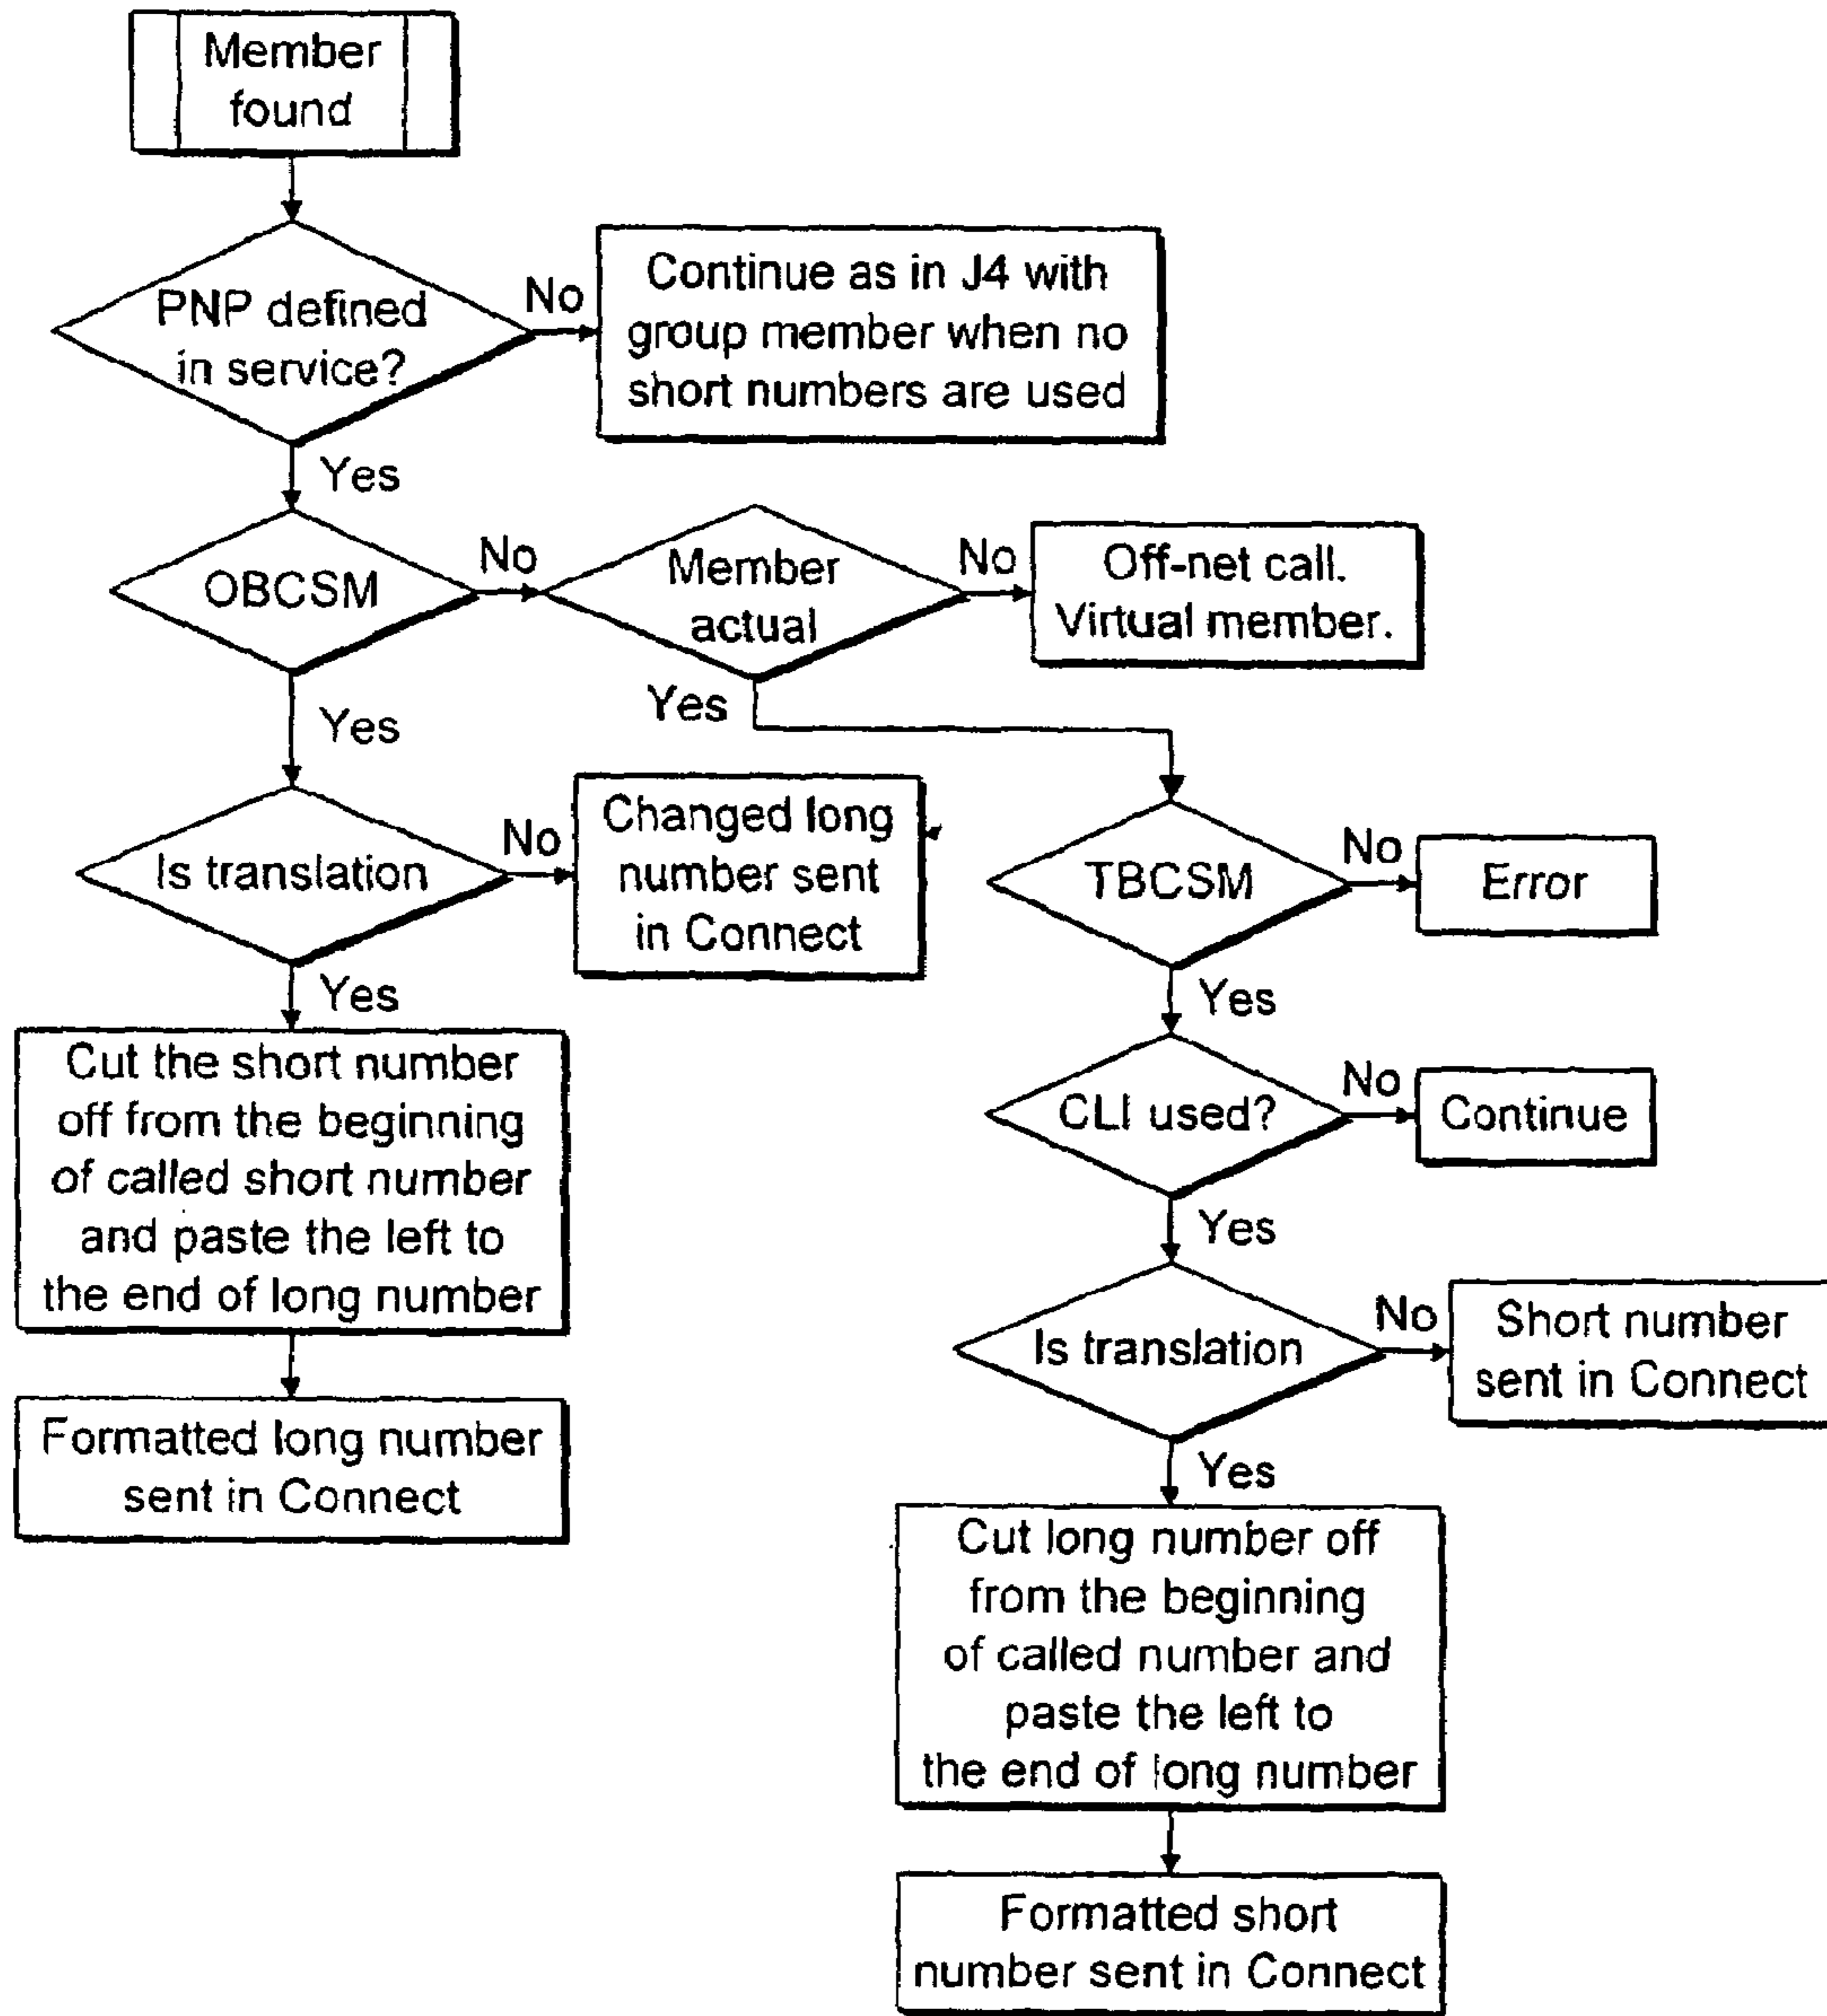 Member
found
PNP defined
in service?
No
Continue as in J4 with
group member when no
short numbers are used
Yes
OBCSM
No
Member
actual
No
Off-net call.
Virtual member.
Yes
Yes
Is translation
No
Changed long
number sent
in Connect
TBCSM
No
Error
Yes
Yes
Cut the short number
off from the beginning
of called short number
and paste the left to
the end of long number
CLI used?
No
Continue
Yes
Is translation
No
Short number
sent in Connect
Formatted long number
sent in Connect
Yes
Cut long number off
from the beginning
of called number and
paste the left to
the end of long number
Formatted short
number sent in Connect